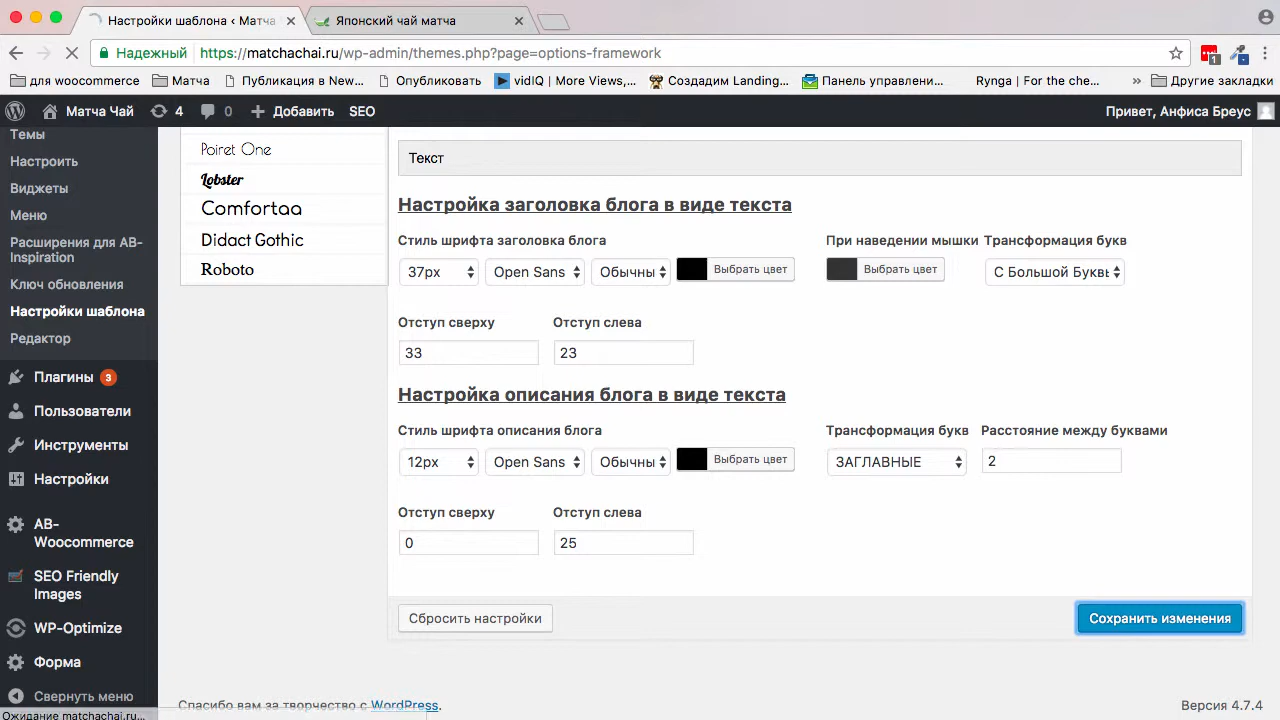 Настройки шаблона ‹ Матча
Японский чай матча
Надежный
https://matchachai.ru/wp-admin/themes.php?page=options-framework
1
для woocommerce
Матча
Публикация в New...
Опубликовать
vidIQ | More Views,...
Создадим Landing...
Панель управлени...
Rynga | For the che...
»
Другие закладки
Матча Чай
4
0
Добавить
SEO
Привет, Анфиса Бреус
Темы
Настроить
Виджеты
Меню
Расширения для AB-
Inspiration
Ключ обновления
Настройки шаблона
Редактор
Плагины 3
Пользователи
Инструменты
Настройки
AB-
Woocommerce
SEO Friendly
Images
WP-Optimize
Форма
Свернуть меню
Ожидание matchachai.ru...
Poiret One
Lobster
Comfortaa
Didact Gothic
Roboto
Текст
Настройка заголовка блога в виде текста
Стиль шрифта заголовка блога
При наведении мышки
Трансформация букв
37px
Open Sans
Обычны
Выбрать цвет
Выбрать цвет
С Большой Буквь
Отступ сверху
Отступ слева
33
23
Настройка описания блога в виде текста
Стиль шрифта описания блога
Трансформация букв
Расстояние между буквами
12px
Open Sans
Обычны
Выбрать цвет
ЗАГЛАВНЫЕ
2
Отступ сверху
Отступ слева
0
25
Сбросить настройки
Сохранить изменения
Спасибо вам за творчество с WordPress.
Версия 4.7.4